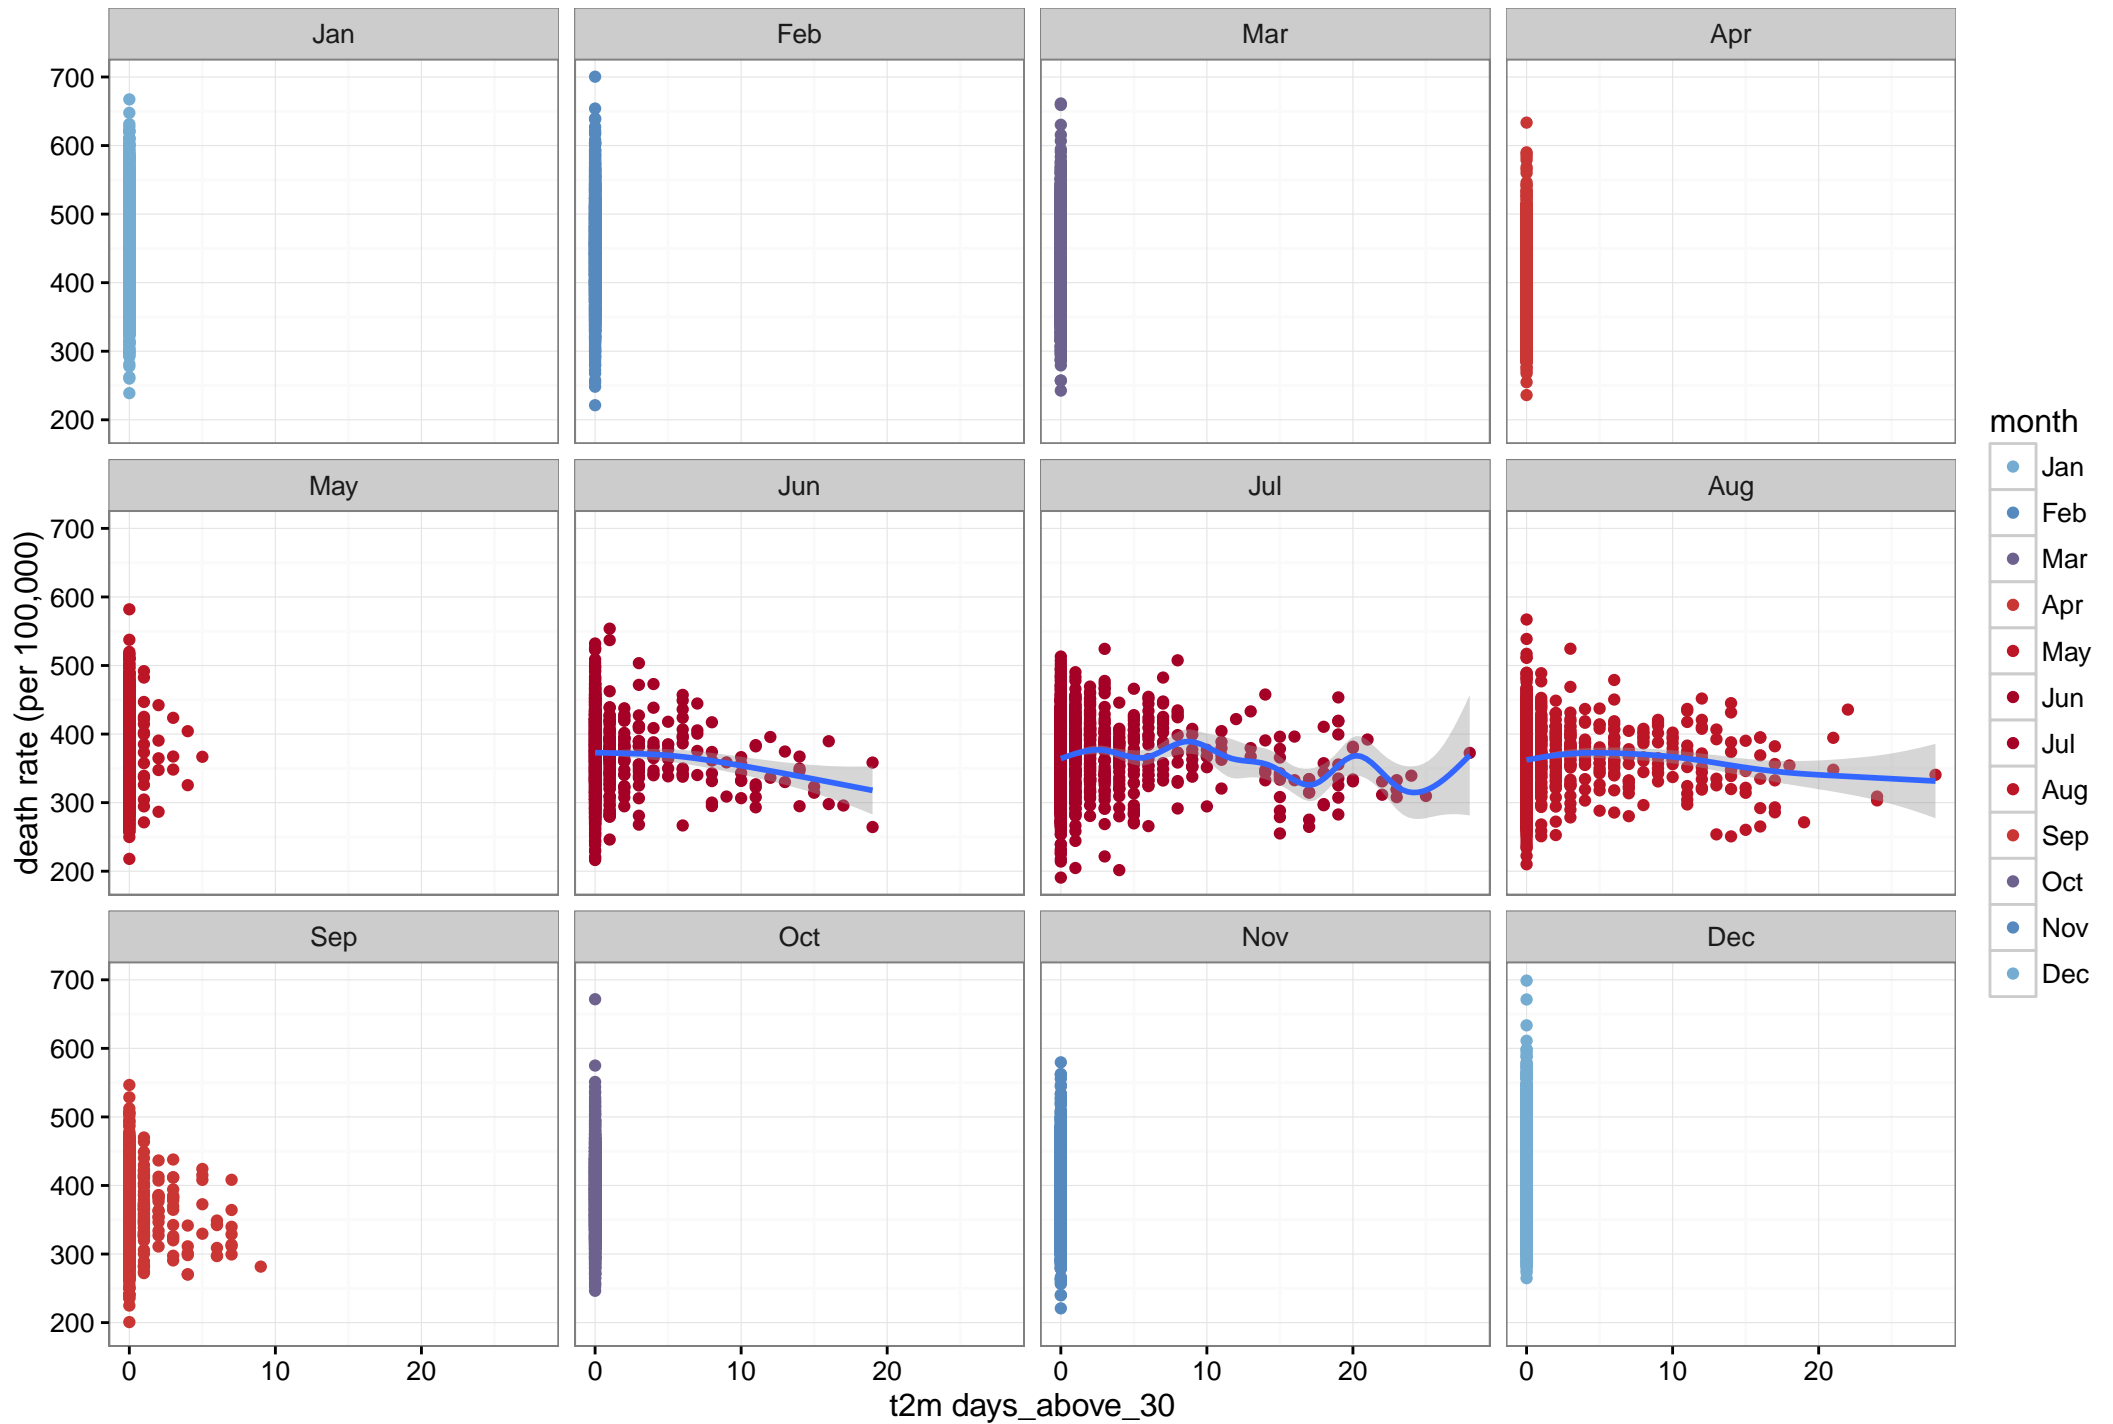 Jan Feb Mar Apr
700
600
500
400
300
200
May Jun Jul Aug
700
600
500
400
300
200
Sep Oct Nov Dec
700
600
500
400
300
200
0 10 20 0 10 20 0 10 20 0 10 20
t2m days_above_30
death rate (per 100,000)
month
Jan
Feb
Mar
Apr
May
Jun
Jul
Aug
Sep
Oct
Nov
Dec